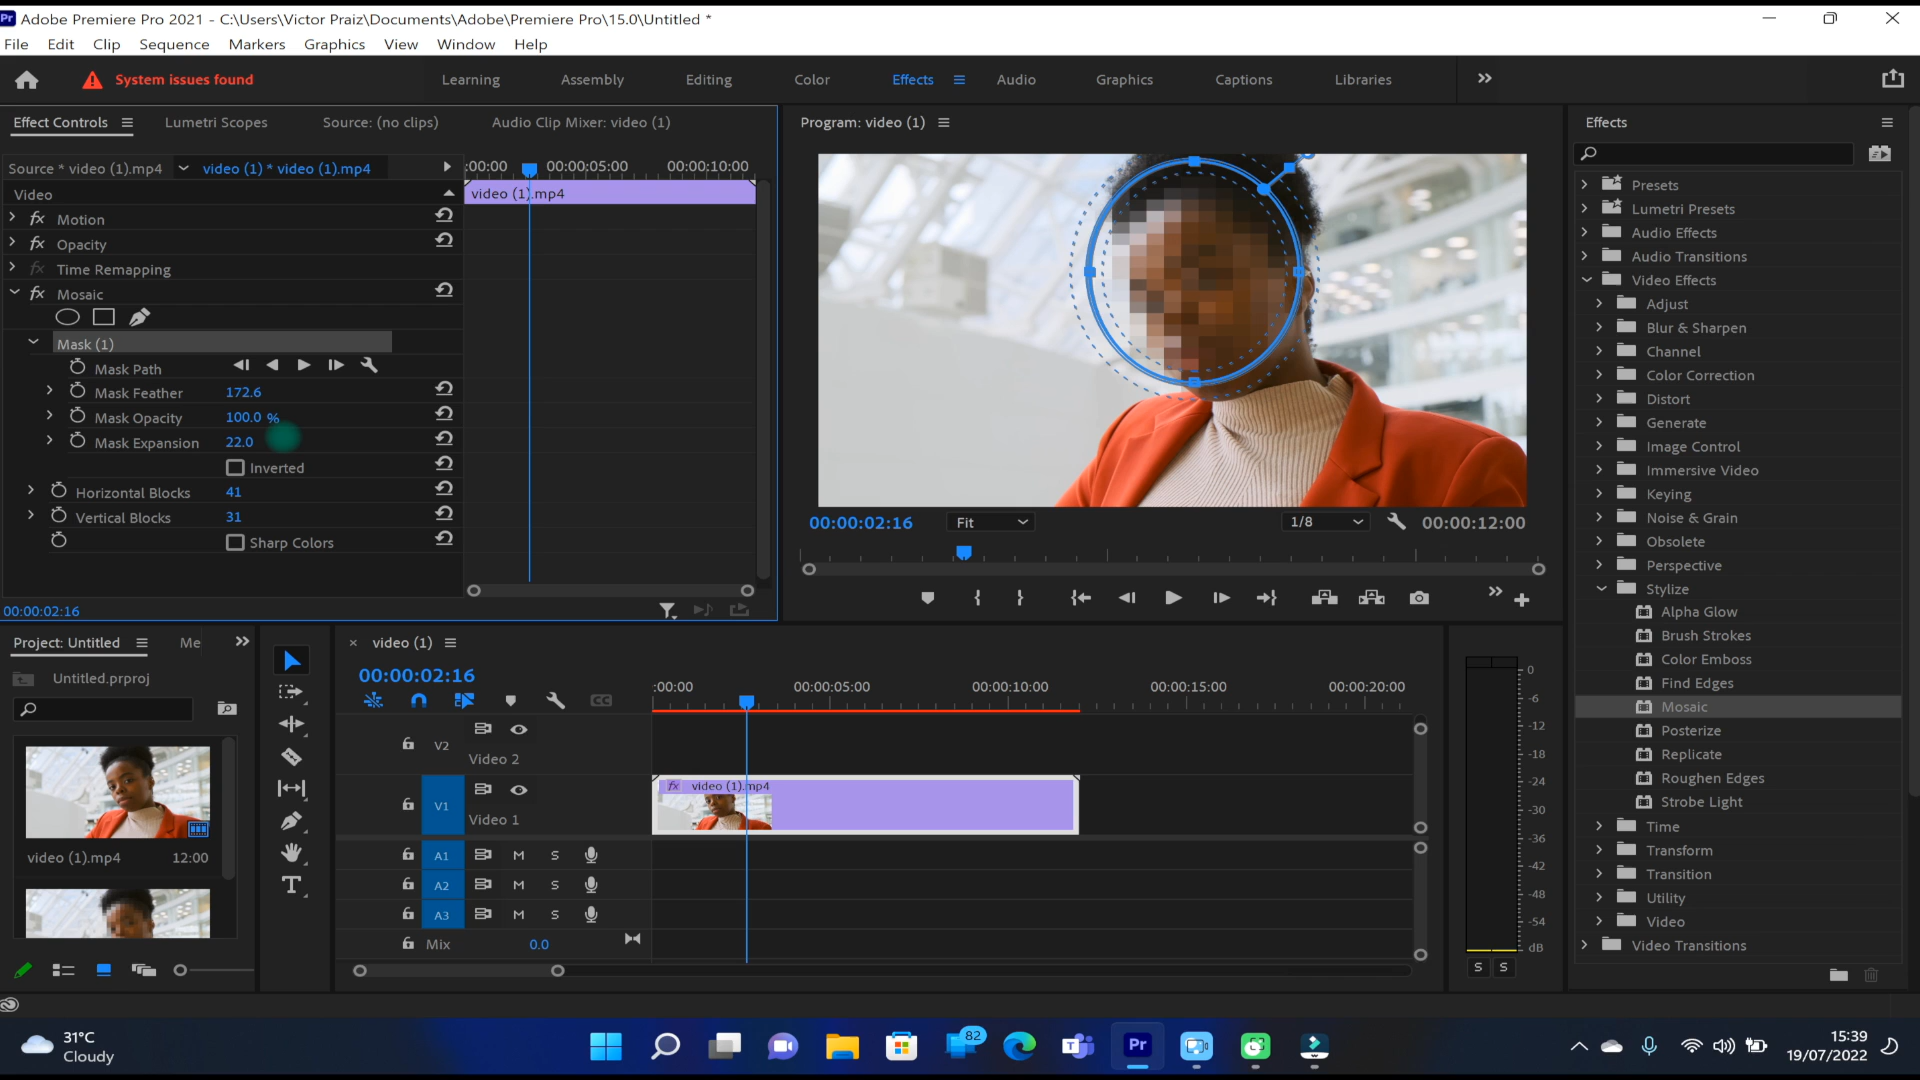 Pr Adobe Premiere Pro 2021 - C:\Users\Victor Praiz\Documents\Adobe\Premiere Pro\15.0\Untitled *
File Edit Clip Sequence Markers Graphics View Window Help
System issues found Learning Assembly Editing Color Effects Audio Graphics Captions Libraries
Effect Controls Lumetri Scopes Source: (no clips) Audio Clip Mixer: video (1)
Source * video (1).mp4 video (1) * video (1).mp4 :00:00 00:00:05:00 00:00:10:00
Video video (1).mp4
fx Motion
fx Opacity
fx Time Remapping
fx Mosaic
Mask (1)
Mask Path
Mask Feather 172.6
Mask Opacity 100.0 %
Mask Expansion 22.0
Inverted
Horizontal Blocks 41
Vertical Blocks 31
Sharp Colors
00:00:02:16
Program: video (1)
00:00:02:16 Fit 1/8 00:00:12:00
Effects
Presets
Lumetri Presets
Audio Effects
Audio Transitions
Video Effects
Adjust
Blur & Sharpen
Channel
Color Correction
Distort
Generate
Image Control
Immersive Video
Keying
Noise & Grain
Obsolete
Perspective
Stylize
Alpha Glow
Brush Strokes
Color Emboss
Find Edges
Mosaic
Posterize
Replicate
Roughen Edges
Strobe Light
Time
Transform
Transition
Utility
Video
Video Transitions
Project: Untitled Me
Untitled.prproj
video (1).mp4 12:00
× video (1)
00:00:02:16
:00:00 00:00:05:00 00:00:10:00 00:00:15:00 00:00:20:00
CC
V2
Video 2
fx video (1).mp4
V1
Video 1
A1 M S
A2 M S
A3 M S
Mix 0.0
0
-6
-12
-18
-24
-30
-36
-42
-48
-54
dB
S S
31°C
Cloudy
82
T
Pr
15:39
19/07/2022